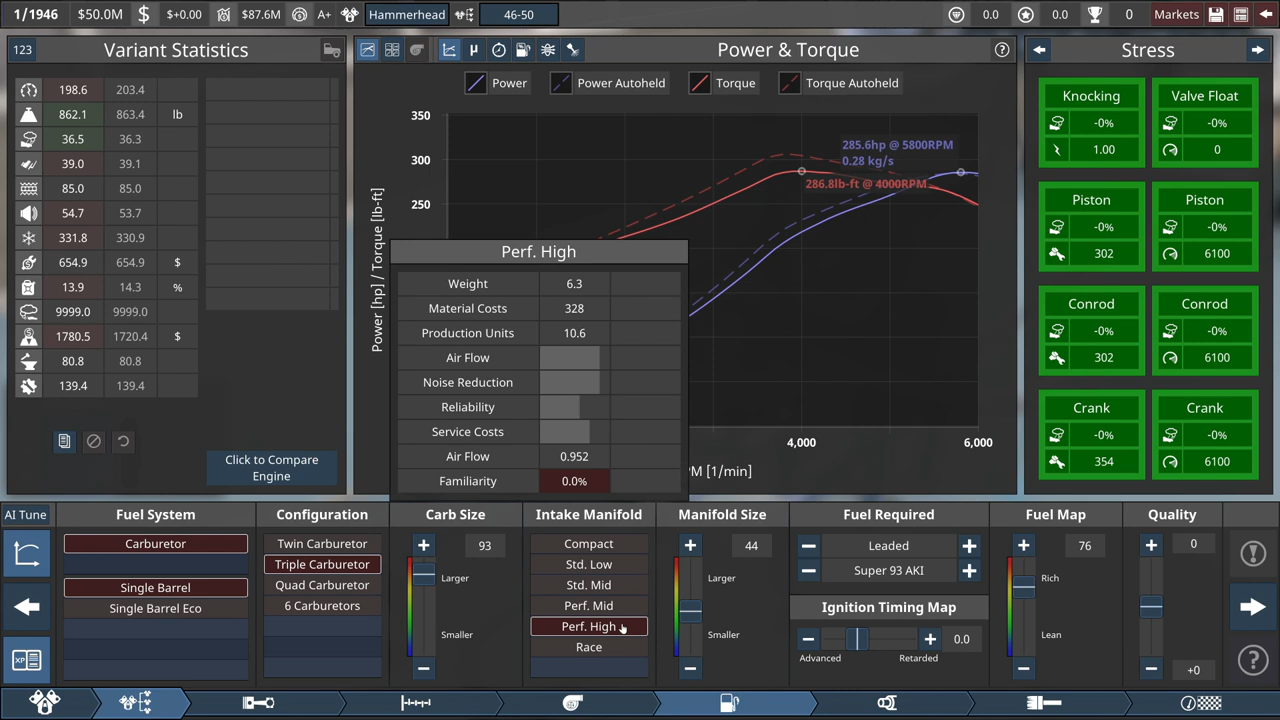 1/1946 $50.0M $ $+0.00 $87.6M A+ Hammerhead 46-50 0.0 0.0 0 Markets
123 Variant Statistics
198.6 203.4
862.1 863.4 lb
36.5 36.3
39.0 39.1
85.0 85.0
54.7 53.7
331.8 330.9
654.9 654.9 $
13.9 14.3 %
9999.0 9999.0
1780.5 1720.4 $
80.8 80.8
139.4 139.4
Click to Compare
Engine
Power & Torque
Power Power Autoheld Torque Torque Autoheld
350
300
250
Power [hp] / Torque [lb-ft]
285.6hp @ 5800RPM
0.28 kg/s
286.8lb-ft @ 4000RPM
4,000 6,000
PM [1/min]
Perf. High
Weight 6.3
Material Costs 328
Production Units 10.6
Air Flow
Noise Reduction
Reliability
Service Costs
Air Flow 0.952
Familiarity 0.0%
Stress
Knocking Valve Float
-0% -0%
1.00 0
Piston Piston
-0% -0%
302 6100
Conrod Conrod
-0% -0%
302 6100
Crank Crank
-0% -0%
354 6100
AI Tune
Fuel System
Carburetor
Single Barrel
Single Barrel Eco
Configuration
Twin Carburetor
Triple Carburetor
Quad Carburetor
6 Carburetors
Carb Size
93
Larger
Smaller
Intake Manifold
Compact
Std. Low
Std. Mid
Perf. Mid
Perf. High
Race
Manifold Size
44
Larger
Smaller
Fuel Required
Leaded
Super 93 AKI
Ignition Timing Map
0.0
Advanced Retarded
Fuel Map
76
Rich
Lean
Quality
0
+0